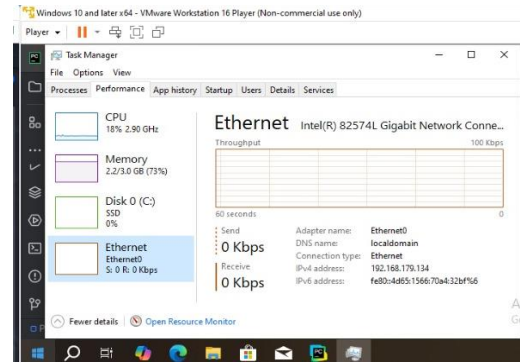 Windows 10 and later x64 - VMware Workstation 16 Player (Non-commercial use only)
Player
Task Manager
File Options View
Processes Performance App history Startup Users Details Services
CPU
18% 2.90 GHz
Memory
2.2/3.0 GB (73%)
Disk 0 (C:)
SSD
0%
Ethernet
Ethernet0
S: 0 R: 0 Kbps
Ethernet Intel(R) 82574L Gigabit Network Conne...
Throughput 100 Kbps
60 seconds 0
Send
0 Kbps
Receive
0 Kbps
Adapter name: Ethernet0
DNS name: localdomain
Connection type: Ethernet
IPv4 address: 192.168.179.134
IPv6 address: fe80::4d65:1566:70a4:32bf%6
Fewer details Open Resource Monitor